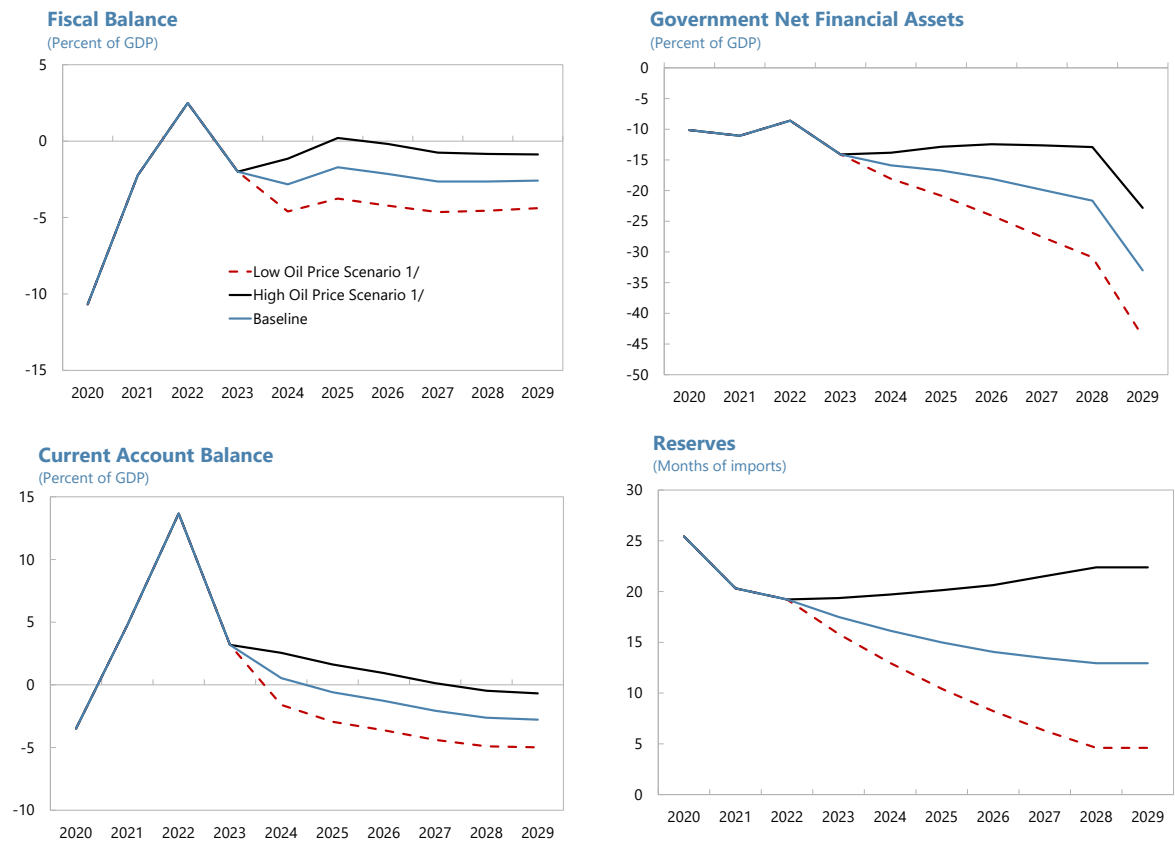 Fiscal Balance
(Percent of GDP)
5
0
-5
-10
-15
Low Oil Price Scenario 1/
High Oil Price Scenario 1/
Baseline
2020 2021 2022 2023 2024 2025 2026 2027 2028 2029
Government Net Financial Assets
(Percent of GDP)
0
-5
-10
-15
-20
-25
-30
-35
-40
-45
-50
2020 2021 2022 2023 2024 2025 2026 2027 2028 2029
Current Account Balance
(Percent of GDP)
15
10
5
0
-5
-10
2020 2021 2022 2023 2024 2025 2026 2027 2028 2029
Reserves
(Months of imports)
30
25
20
15
10
5
0
2020 2021 2022 2023 2024 2025 2026 2027 2028 2029